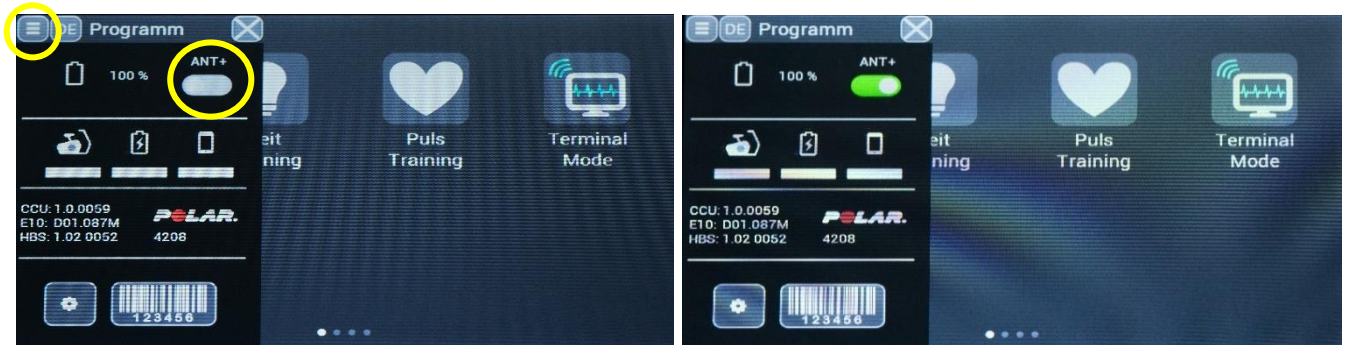 DE Programm
100 %
ANT+
eit
ning
Puls
Training
Terminal
Mode
CCU: 1.0.0059
E10: D01.087M
HBS: 1.02 0052
POLAR.
4208
123456
DE Programm
100 %
ANT+
eit
ning
Puls
Training
Terminal
Mode
CCU: 1.0.0059
E10: D01.087M
HBS: 1.02 0052
POLAR.
4208
123456